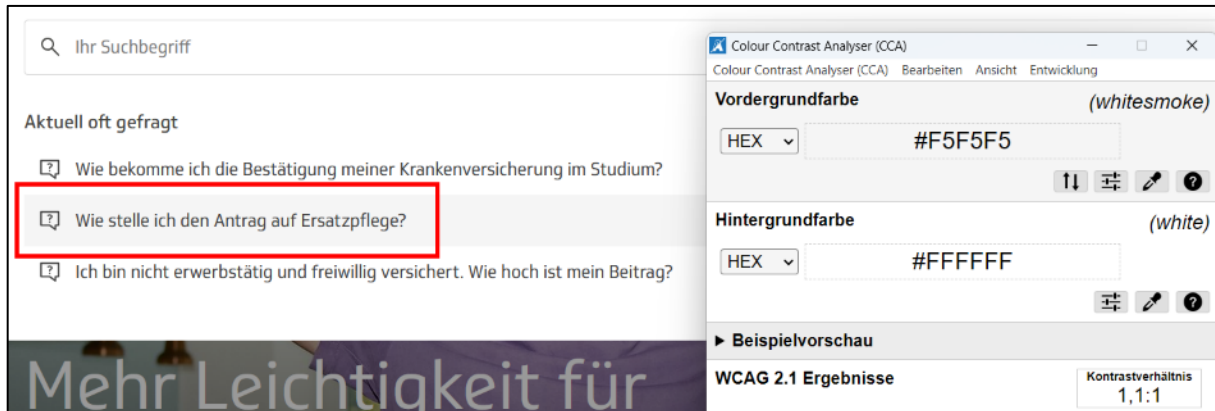 Ihr Suchbegriff
Aktuell oft gefragt
Wie bekomme ich die Bestätigung meiner Krankenversicherung im Studium?
Wie stelle ich den Antrag auf Ersatzpflege?
Ich bin nicht erwerbstätig und freiwillig versichert. Wie hoch ist mein Beitrag?
Mehr Leichtigkeit für
Colour Contrast Analyser (CCA)
Colour Contrast Analyser (CCA) Bearbeiten Ansicht Entwicklung
Vordergrundfarbe (whitesmoke)
HEX #F5F5F5
Hintergrundfarbe (white)
HEX #FFFFFF
Beispielvorschau
WCAG 2.1 Ergebnisse
Kontrastverhältnis
1,1:1